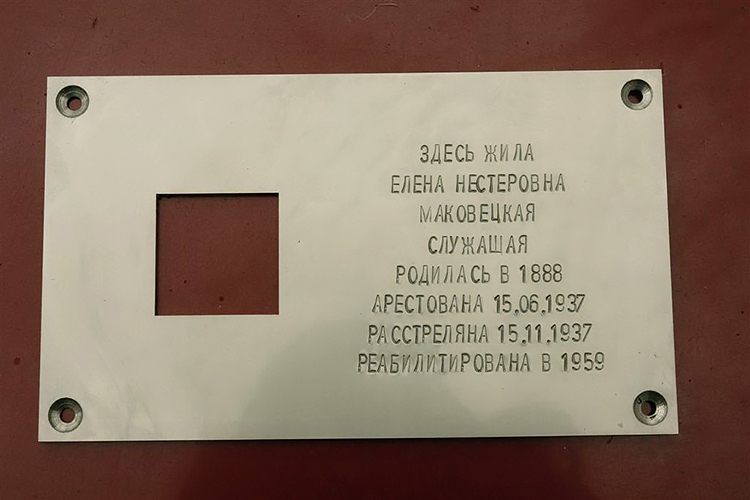 ЗДЕСЬ ЖИЛА
ЕЛЕНА НЕСТЕРОВНА
МАКОВЕЦКАЯ
СЛУЖАЩАЯ
РОДИЛАСЬ В 1888
АРЕСТОВАНА 15.06.1937
РАССТРЕЛЯНА 15.11.1937
РЕАБИЛИТИРОВАНА В 1959